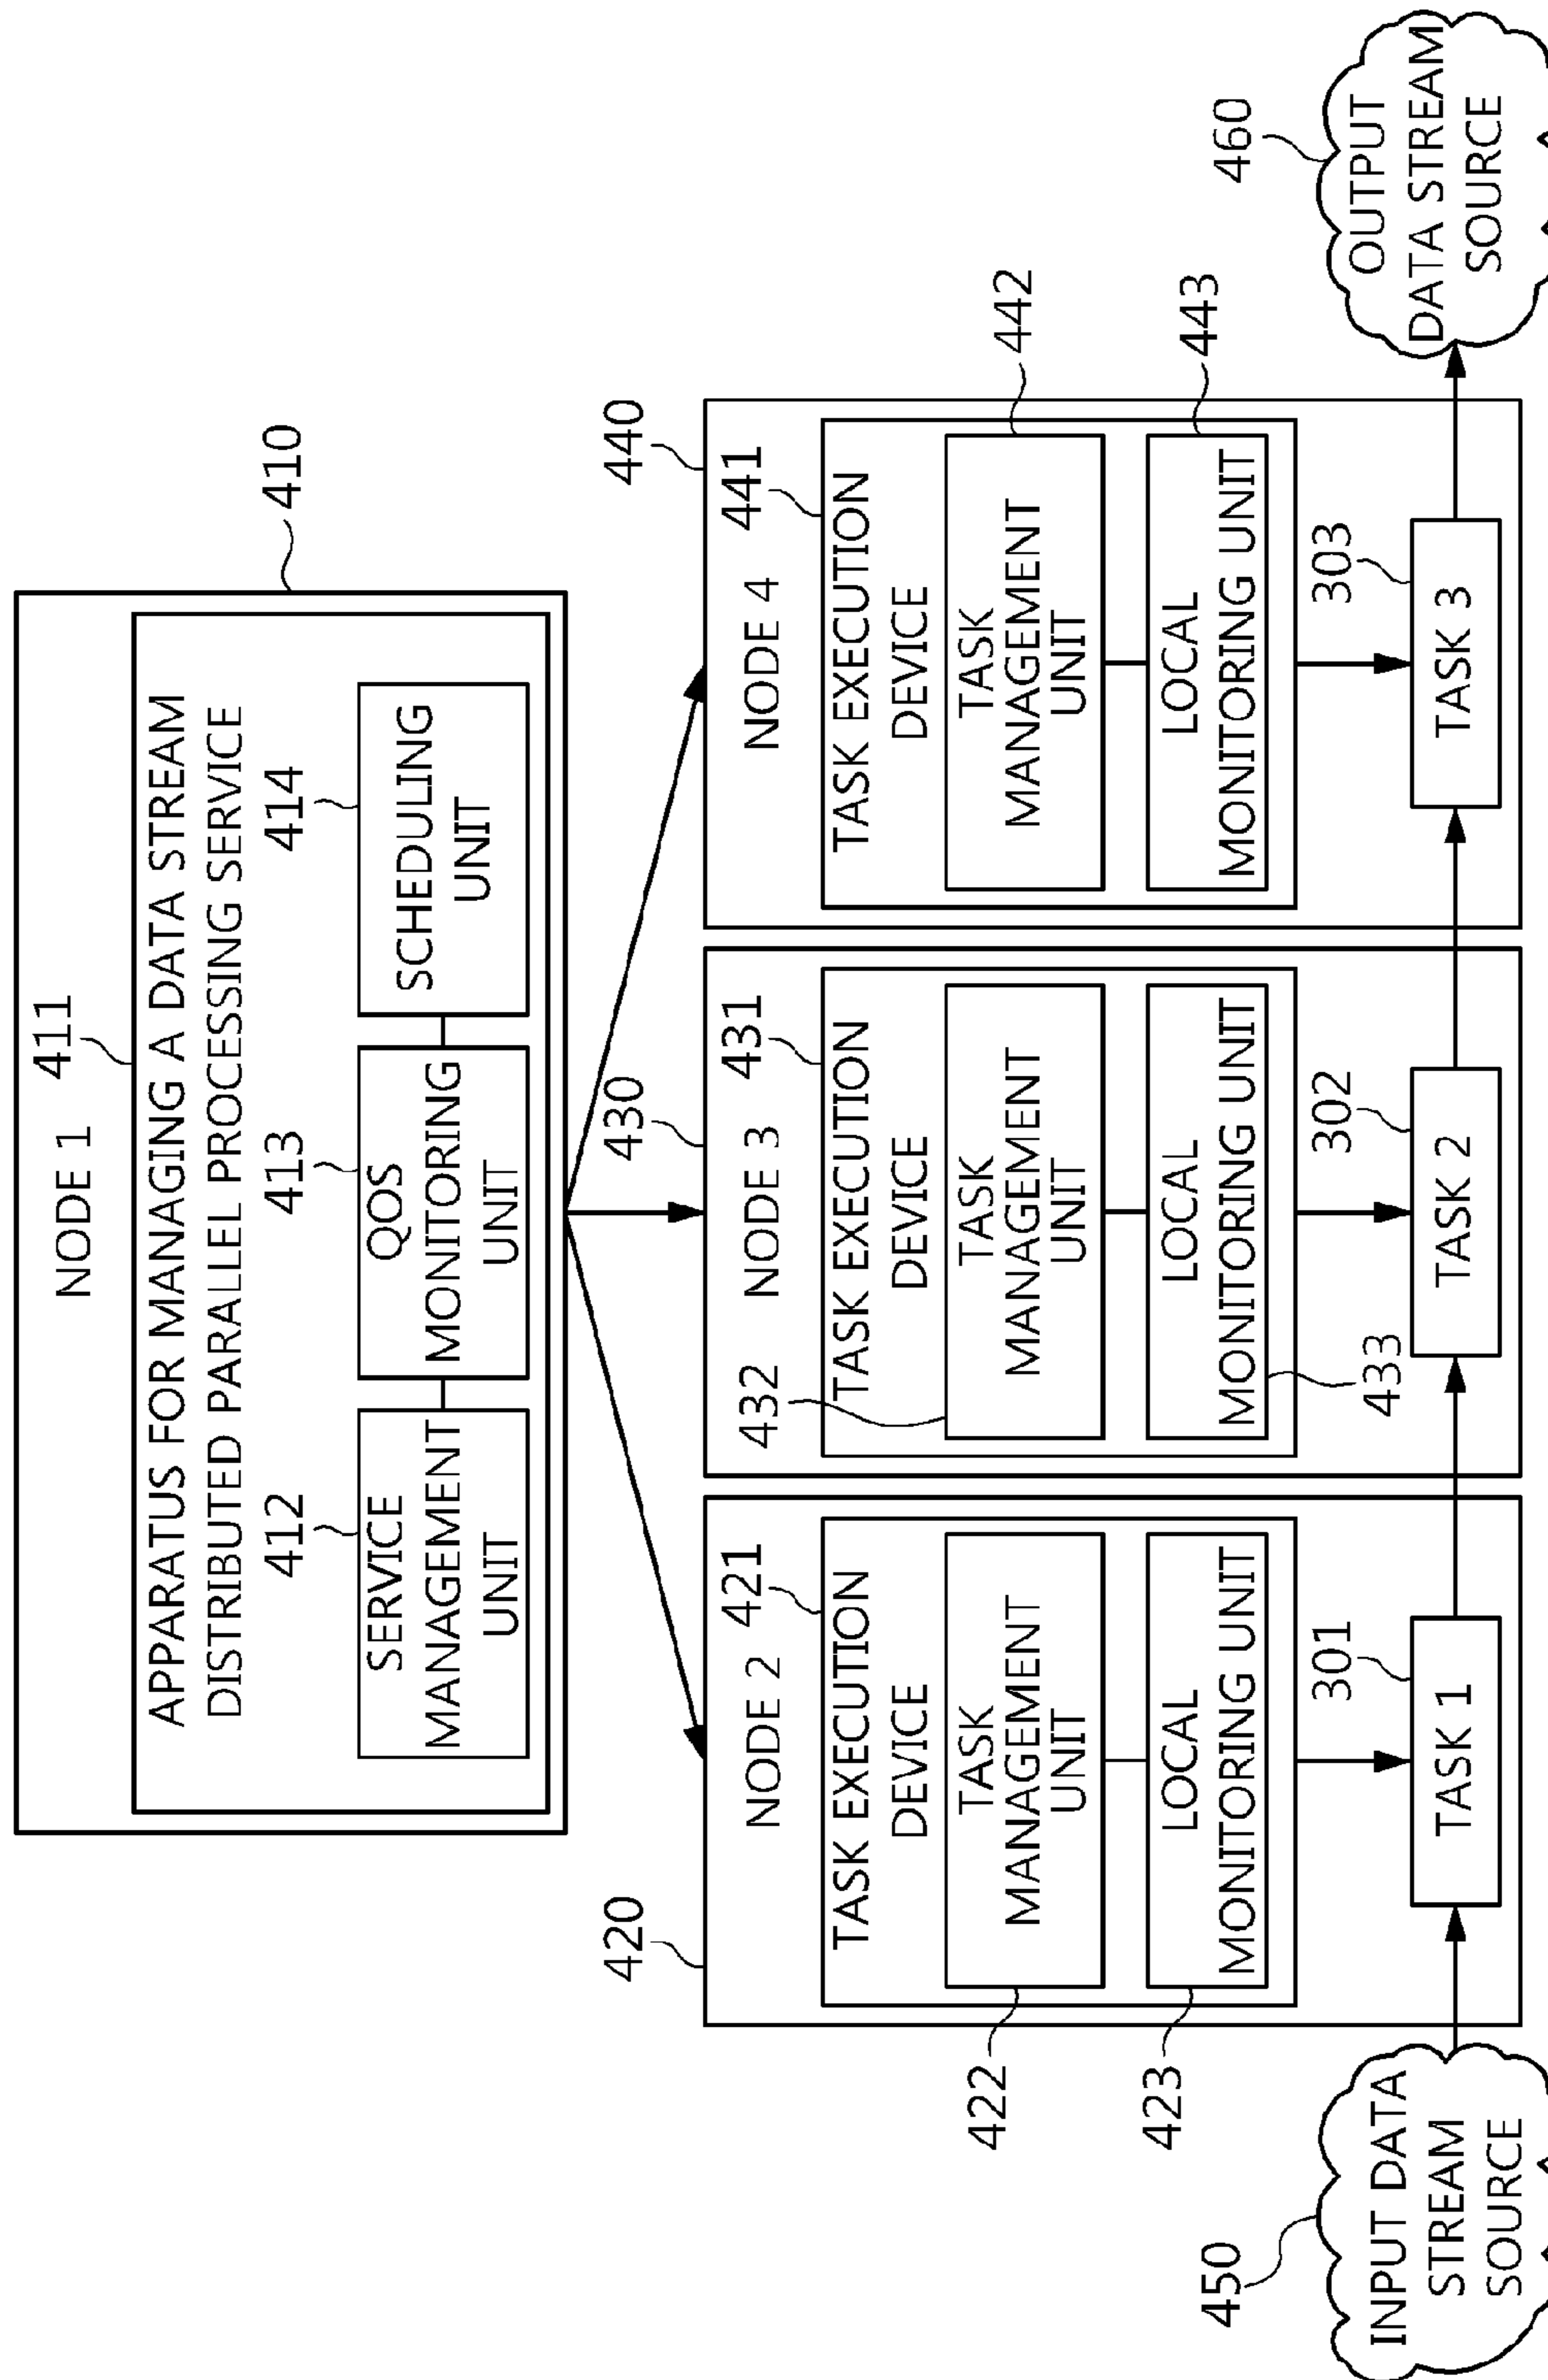 NODE 1
411
410
APPARATUS FOR MANAGING A DATA STREAM
DISTRIBUTED PARALLEL PROCESSING SERVICE
412
413
414
SERVICE
MANAGEMENT
UNIT
QOS
MONITORING
UNIT
SCHEDULING
UNIT
420
430
440
NODE 2
421
TASK EXECUTION
DEVICE
TASK
MANAGEMENT
UNIT
422
LOCAL
MONITORING UNIT
423
301
TASK 1
NODE 3
431
432
TASK EXECUTION
DEVICE
TASK
MANAGEMENT
UNIT
LOCAL
MONITORING UNIT
433
302
TASK 2
NODE 4
441
TASK EXECUTION
DEVICE
TASK
MANAGEMENT
UNIT
442
LOCAL
MONITORING UNIT
443
303
TASK 3
450
INPUT DATA
STREAM
SOURCE
460
OUTPUT
DATA STREAM
SOURCE